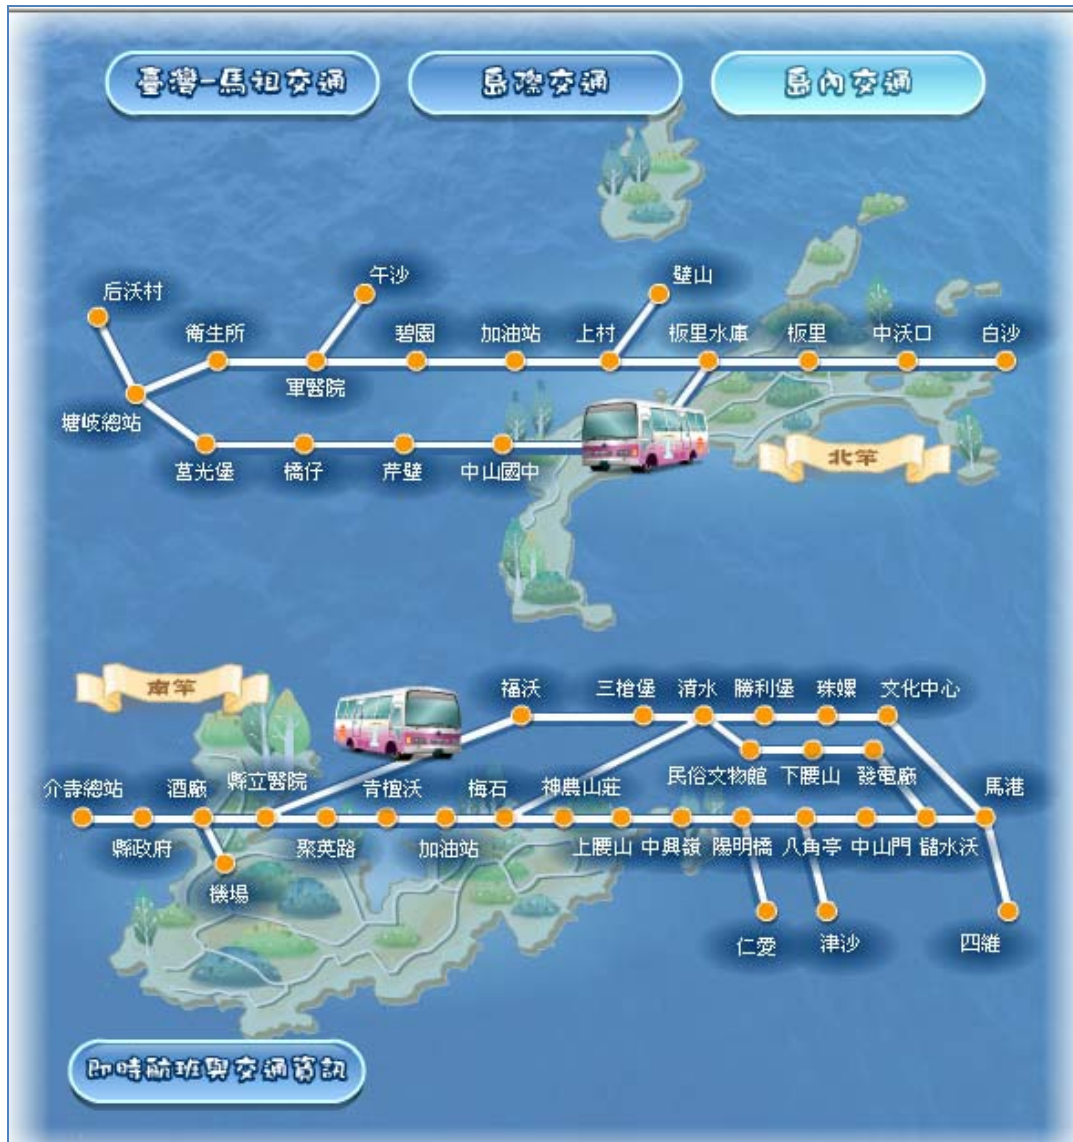 臺灣-馬祖交通
島際交通
島內交通
后沃村
午沙
壁山
衛生所
碧園
加油站
上村
板里水庫
板里
中沃口
白沙
軍醫院
塘岐總站
莒光堡
橋仔
芹壁
中山國中
北竿
南竿
福沃
三槍堡
清水
勝利堡
珠螺
文化中心
介壽總站
酒廠
縣立醫院
青檀沃
梅石
神農山莊
民俗文物館
下腰山
發電廠
馬港
縣政府
聚英路
加油站
上腰山
中興嶺
陽明橋
八角亭
中山門
儲水沃
機場
仁愛
津沙
四維
即時航班與交通資訊